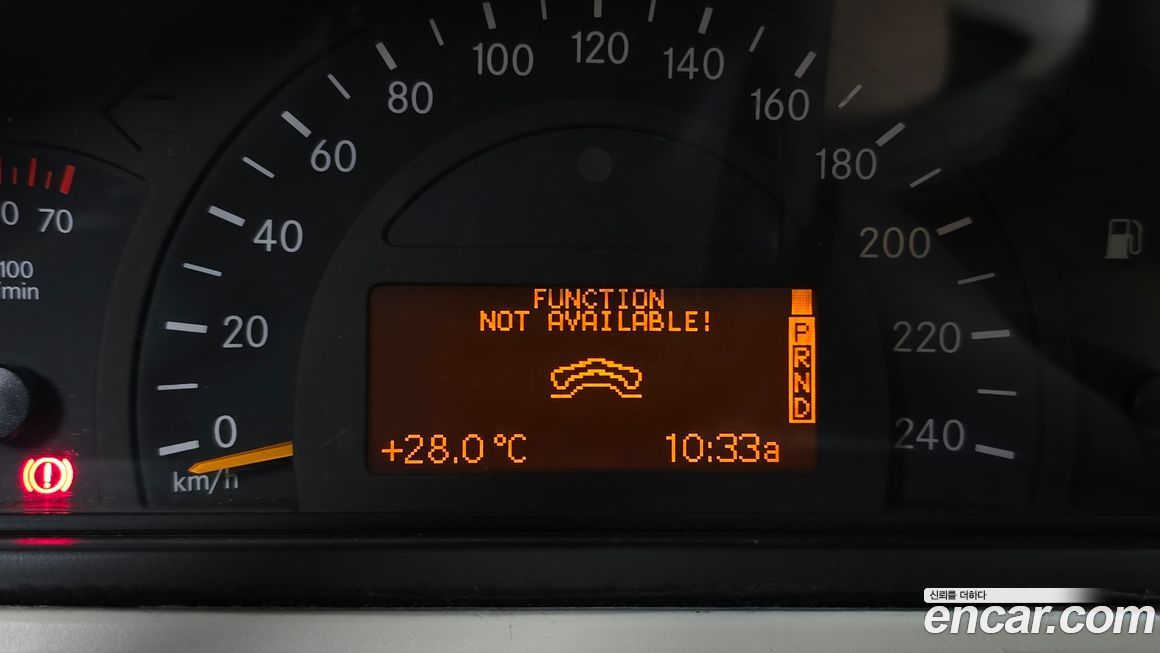 120
100
140
80
160
60
180
70
40
200
100
/min
FUNCTION
NOT AVAILABLE!
20
220
P
R
N
D
0
240
+28.0°C
10:33a
km/h
신뢰를 더하다
encar.com